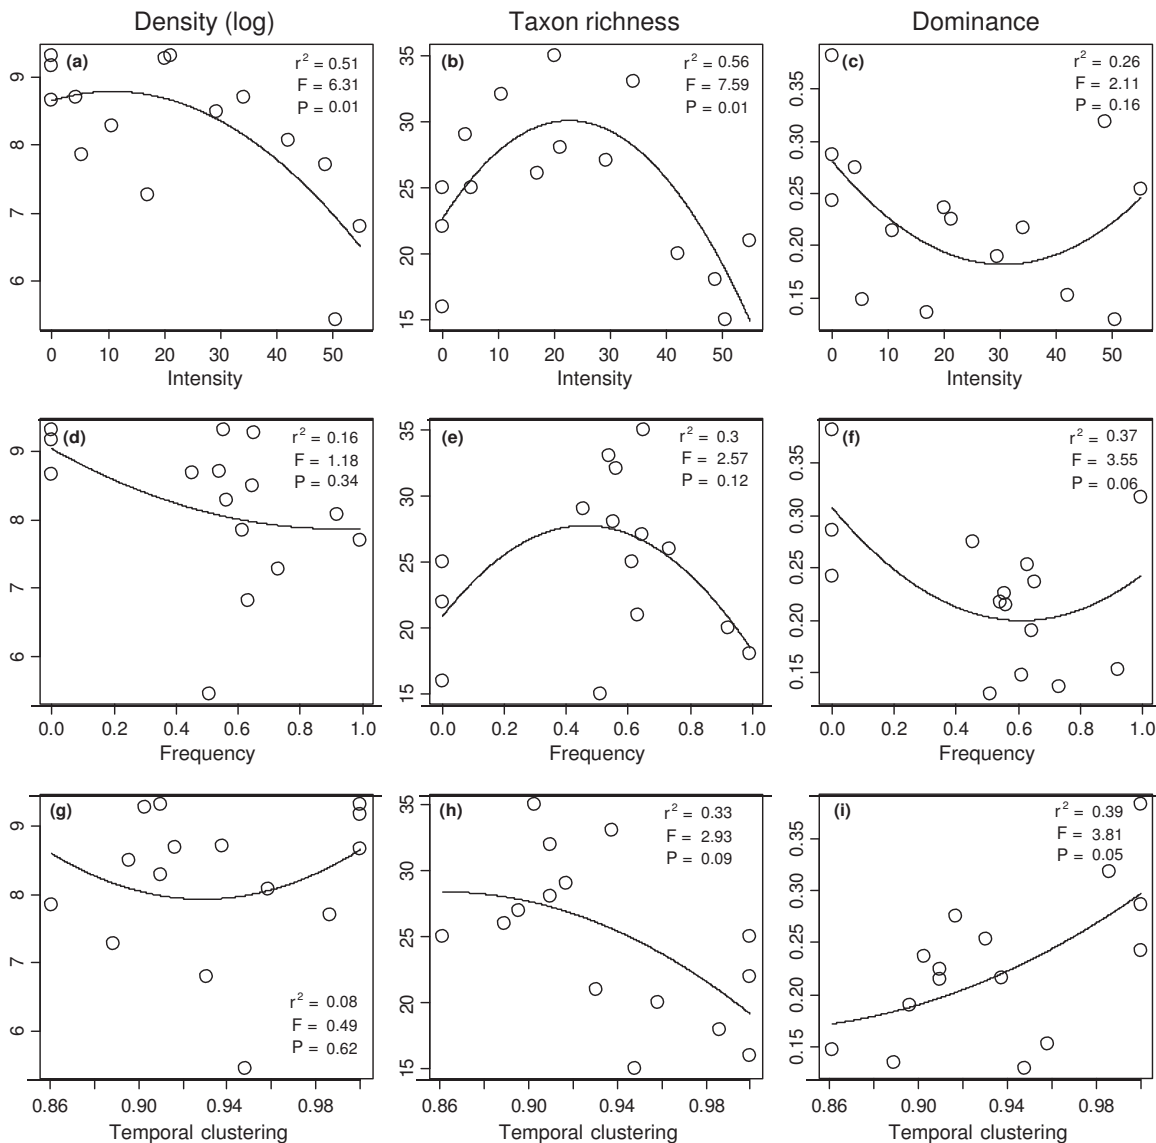 Density (log)
Taxon richness
Dominance
(a)
r² = 0.51
F = 6.31
P = 0.01
9
8
7
6
0 10 20 30 40 50
Intensity
(b)
r² = 0.56
F = 7.59
P = 0.01
35
30
25
20
15
0 10 20 30 40 50
Intensity
(c)
r² = 0.26
F = 2.11
P = 0.16
0.35
0.30
0.25
0.20
0.15
0 10 20 30 40 50
Intensity
(d)
r² = 0.16
F = 1.18
P = 0.34
9
8
7
6
0.0 0.2 0.4 0.6 0.8 1.0
Frequency
(e)
r² = 0.3
F = 2.57
P = 0.12
35
30
25
20
15
0.0 0.2 0.4 0.6 0.8 1.0
Frequency
(f)
r² = 0.37
F = 3.55
P = 0.06
0.35
0.30
0.25
0.20
0.15
0.0 0.2 0.4 0.6 0.8 1.0
Frequency
(g)
r² = 0.08
F = 0.49
P = 0.62
9
8
7
6
0.86 0.90 0.94 0.98
Temporal clustering
(h)
r² = 0.33
F = 2.93
P = 0.09
35
30
25
20
15
0.86 0.90 0.94 0.98
Temporal clustering
(i)
r² = 0.39
F = 3.81
P = 0.05
0.35
0.30
0.25
0.20
0.15
0.86 0.90 0.94 0.98
Temporal clustering